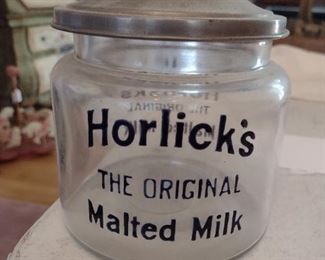 Horlick's
THE ORIGINAL
Malted Milk